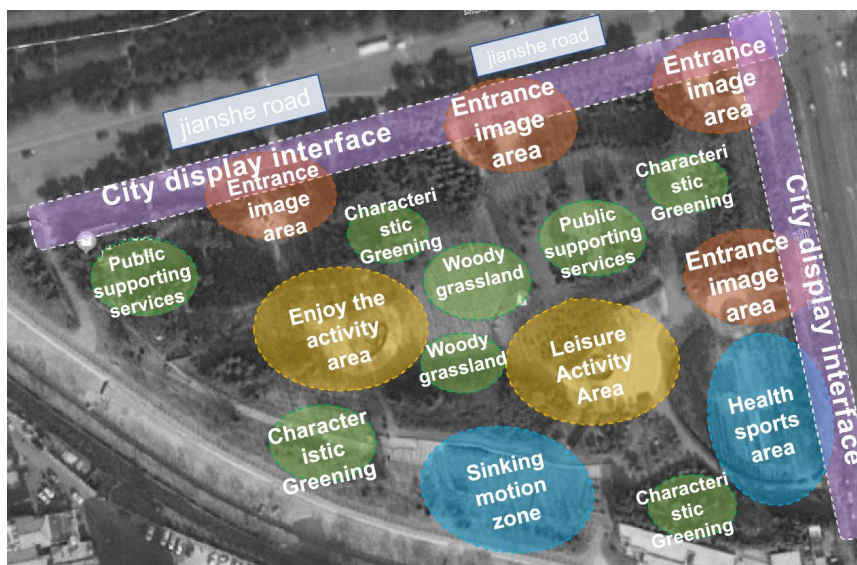 jianshe road
jianshe road
City display interface
Entrance
image
area
Entrance
image
area
Entrance
image
area
Characteri
stic
Greening
Characteri
stic
Greening
Public
supporting
services
Public
supporting
services
Woody
grassland
Entrance
image
area
City display interface
Enjoy the
activity
area
Woody
grassland
Leisure
Activity
Area
Health
sports
area
Character
istic
Greening
Sinking
motion
zone
Characteri
stic
Greening